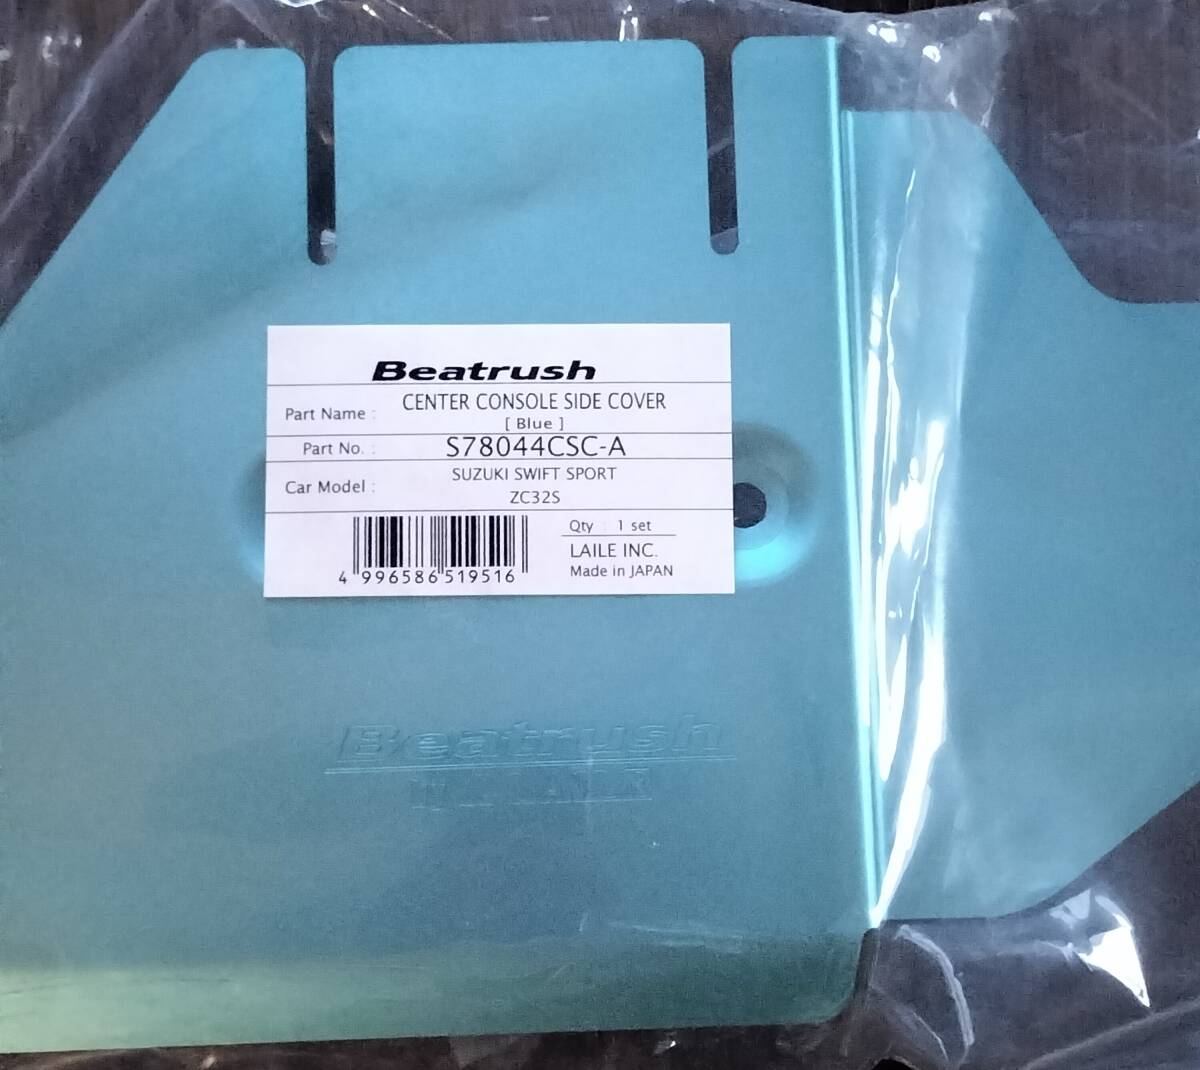 Beatrush
Part Name : CENTER CONSOLE SIDE COVER
[ Blue ]
Part No. : S78044CSC-A
Car Model : SUZUKI SWIFT SPORT
ZC32S
Qty : 1 set
LAILE INC.
Made in JAPAN
4 996586 519516
Beatrush